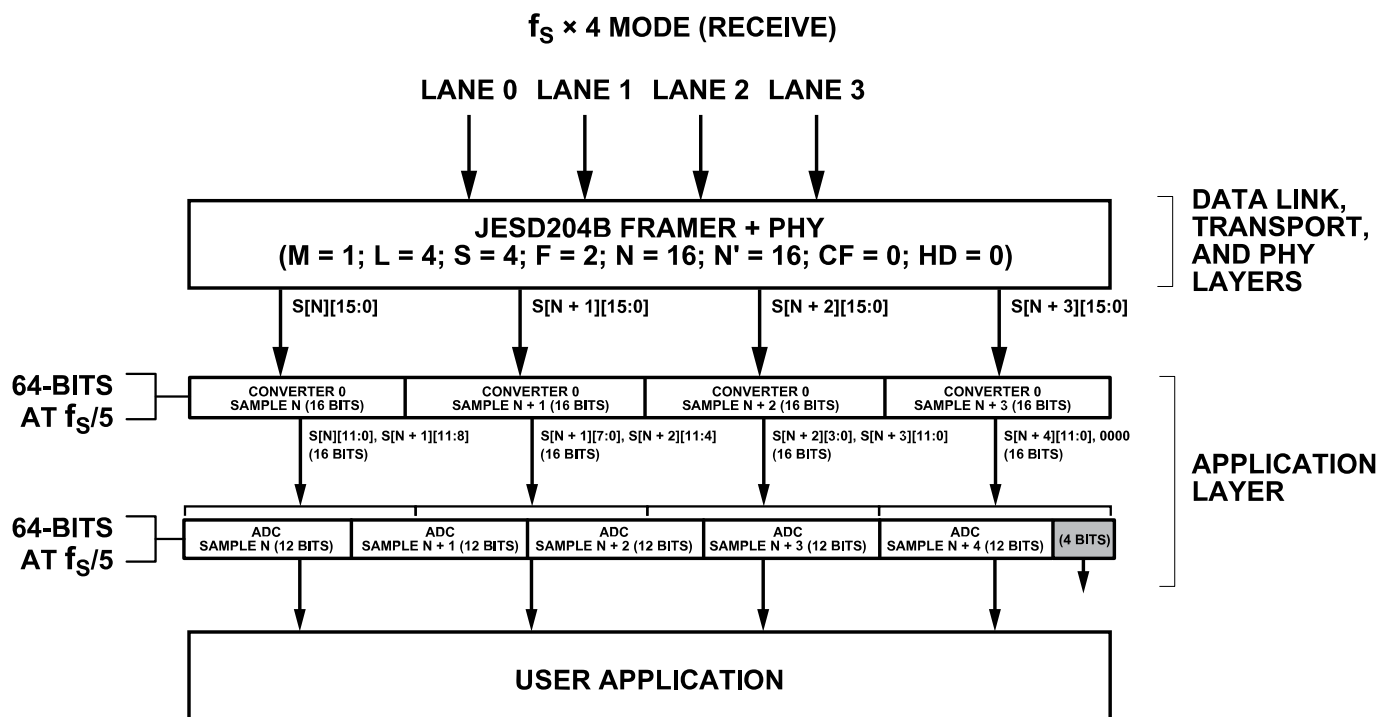 fS × 4 MODE (RECEIVE)
LANE 0 LANE 1 LANE 2 LANE 3
JESD204B FRAMER + PHY
(M = 1; L = 4; S = 4; F = 2; N = 16; N' = 16; CF = 0; HD = 0)
DATA LINK,
TRANSPORT,
AND PHY
LAYERS
S[N][15:0] S[N + 1][15:0] S[N + 2][15:0] S[N + 3][15:0]
64-BITS
AT fS/5
CONVERTER 0
SAMPLE N (16 BITS)
CONVERTER 0
SAMPLE N + 1 (16 BITS)
CONVERTER 0
SAMPLE N + 2 (16 BITS)
CONVERTER 0
SAMPLE N + 3 (16 BITS)
S[N][11:0], S[N + 1][11:8]
(16 BITS)
S[N + 1][7:0], S[N + 2][11:4]
(16 BITS)
S[N + 2][3:0], S[N + 3][11:0]
(16 BITS)
S[N + 4][11:0], 0000
(16 BITS)
APPLICATION
LAYER
64-BITS
AT fS/5
ADC
SAMPLE N (12 BITS)
ADC
SAMPLE N + 1 (12 BITS)
ADC
SAMPLE N + 2 (12 BITS)
ADC
SAMPLE N + 3 (12 BITS)
ADC
SAMPLE N + 4 (12 BITS)
(4 BITS)
USER APPLICATION